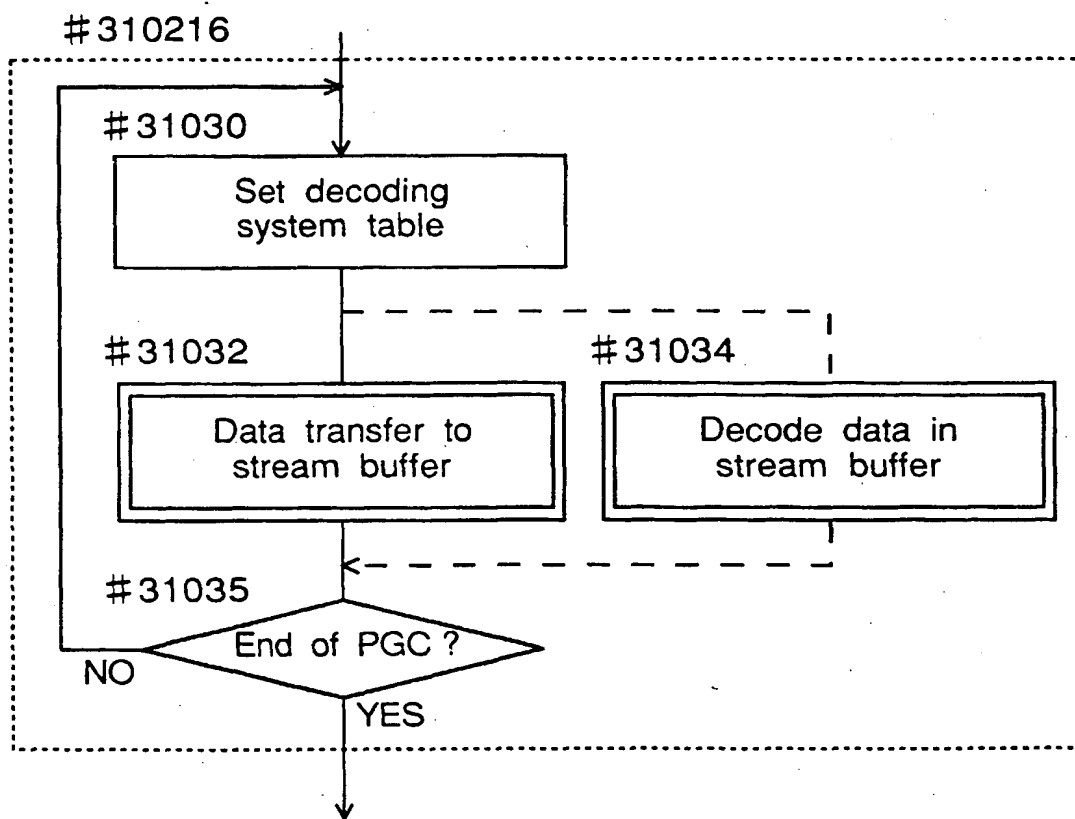 #310216
#31030
Set decoding
system table
#31032
#31034
Data transfer to
stream buffer
Decode data in
stream buffer
#31035
End of PGC?
NO
YES